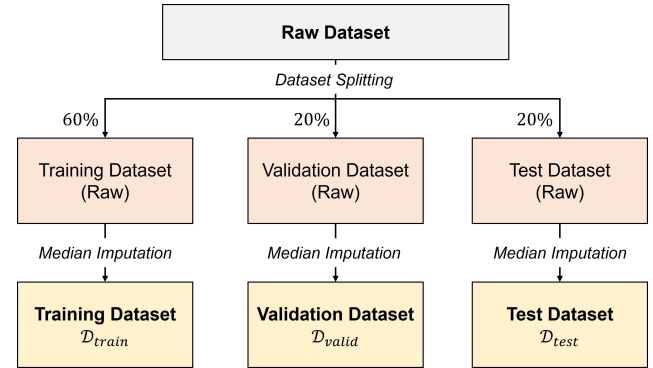 Raw Dataset
Dataset Splitting
60% 20% 20%
Training Dataset Validation Dataset Test Dataset
(Raw) (Raw) (Raw)
Median Imputation Median Imputation Median Imputation
Training Dataset Validation Dataset Test Dataset
𝒟train 𝒟valid 𝒟test